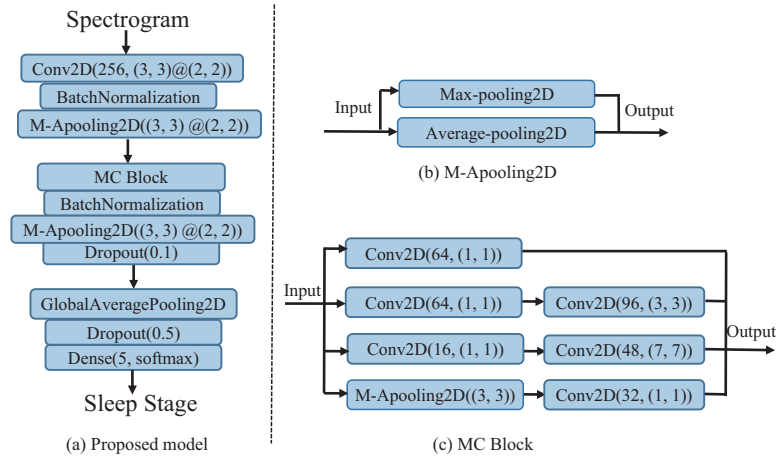 Spectrogram
Conv2D(256, (3, 3)@(2, 2))
BatchNormalization
M-Apooling2D((3, 3) @(2, 2))
MC Block
BatchNormalization
M-Apooling2D((3, 3) @(2, 2))
Dropout(0.1)
GlobalAveragePooling2D
Dropout(0.5)
Dense(5, softmax)
Sleep Stage
(a) Proposed model
Input
Max-pooling2D
Average-pooling2D
Output
(b) M-Apooling2D
Input
Conv2D(64, (1, 1))
Conv2D(64, (1, 1))
Conv2D(96, (3, 3))
Conv2D(16, (1, 1))
Conv2D(48, (7, 7))
M-Apooling2D((3, 3))
Conv2D(32, (1, 1))
Output
(c) MC Block